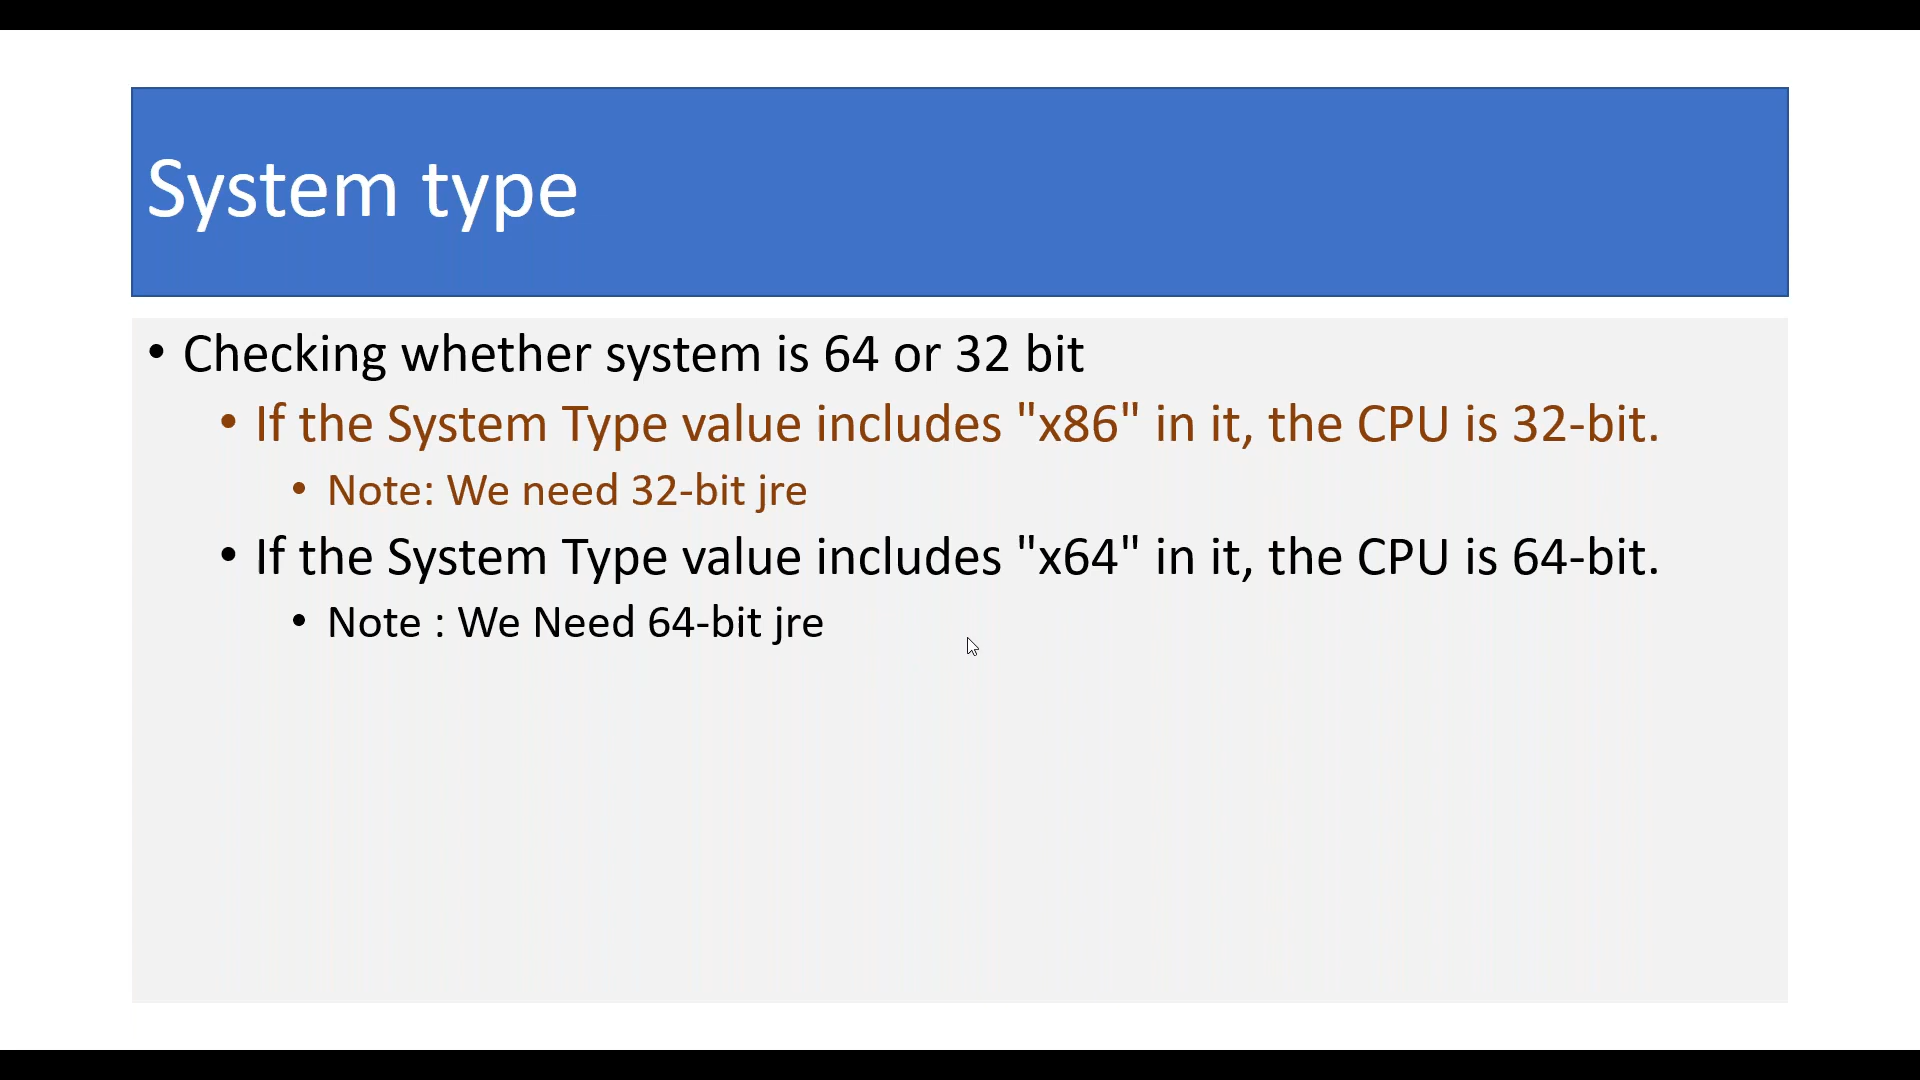 System type
• Checking whether system is 64 or 32 bit
• If the System Type value includes "x86" in it, the CPU is 32-bit.
• Note: We need 32-bit jre
• If the System Type value includes "x64" in it, the CPU is 64-bit.
• Note : We Need 64-bit jre